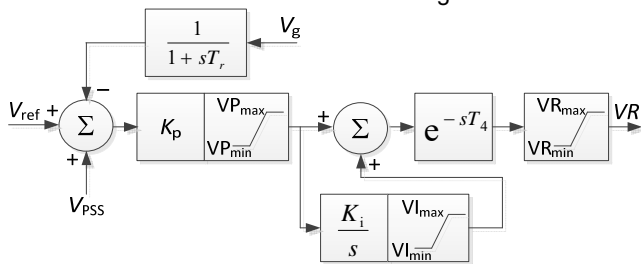 1
1 + sT_r
V_g
−
V_ref +
Σ
+
V_PSS
K_p
VP_max
VP_min
+
Σ
+
e^−sT_4
VR_max
VR_min
VR
K_i
s
VI_max
VI_min